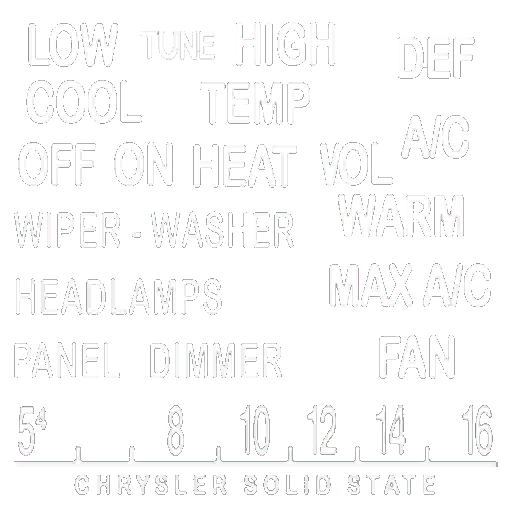 LOW TUNE HIGH
DEF
COOL TEMP
A/C
OFF ON HEAT VOL
WARM
WIPER - WASHER
MAX A/C
HEADLAMPS
FAN
PANEL DIMMER
54 8 10 12 14 16
CHRYSLER SOLID STATE